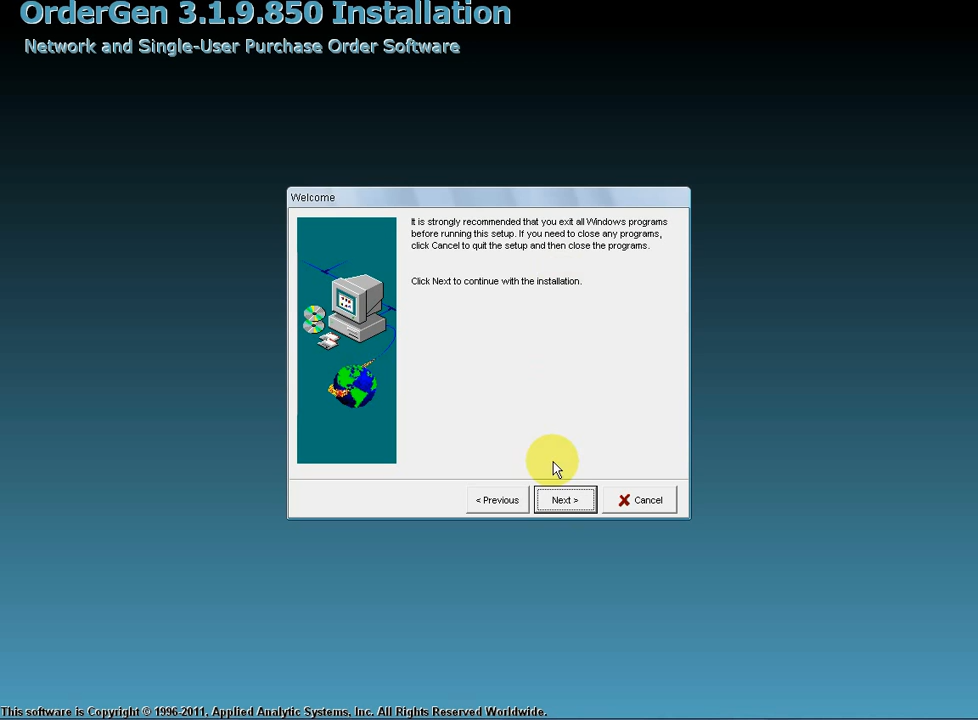 OrderGen 3.1.9.850 Installation
Network and Single-User Purchase Order Software
Welcome
It is strongly recommended that you exit all Windows programs
before running this setup. If you need to close any programs,
click Cancel to quit the setup and then close the programs.
Click Next to continue with the installation.
< Previous
Next >
Cancel
This software is Copyright © 1996-2011, Applied Analytic Systems, Inc. All Rights Reserved Worldwide.